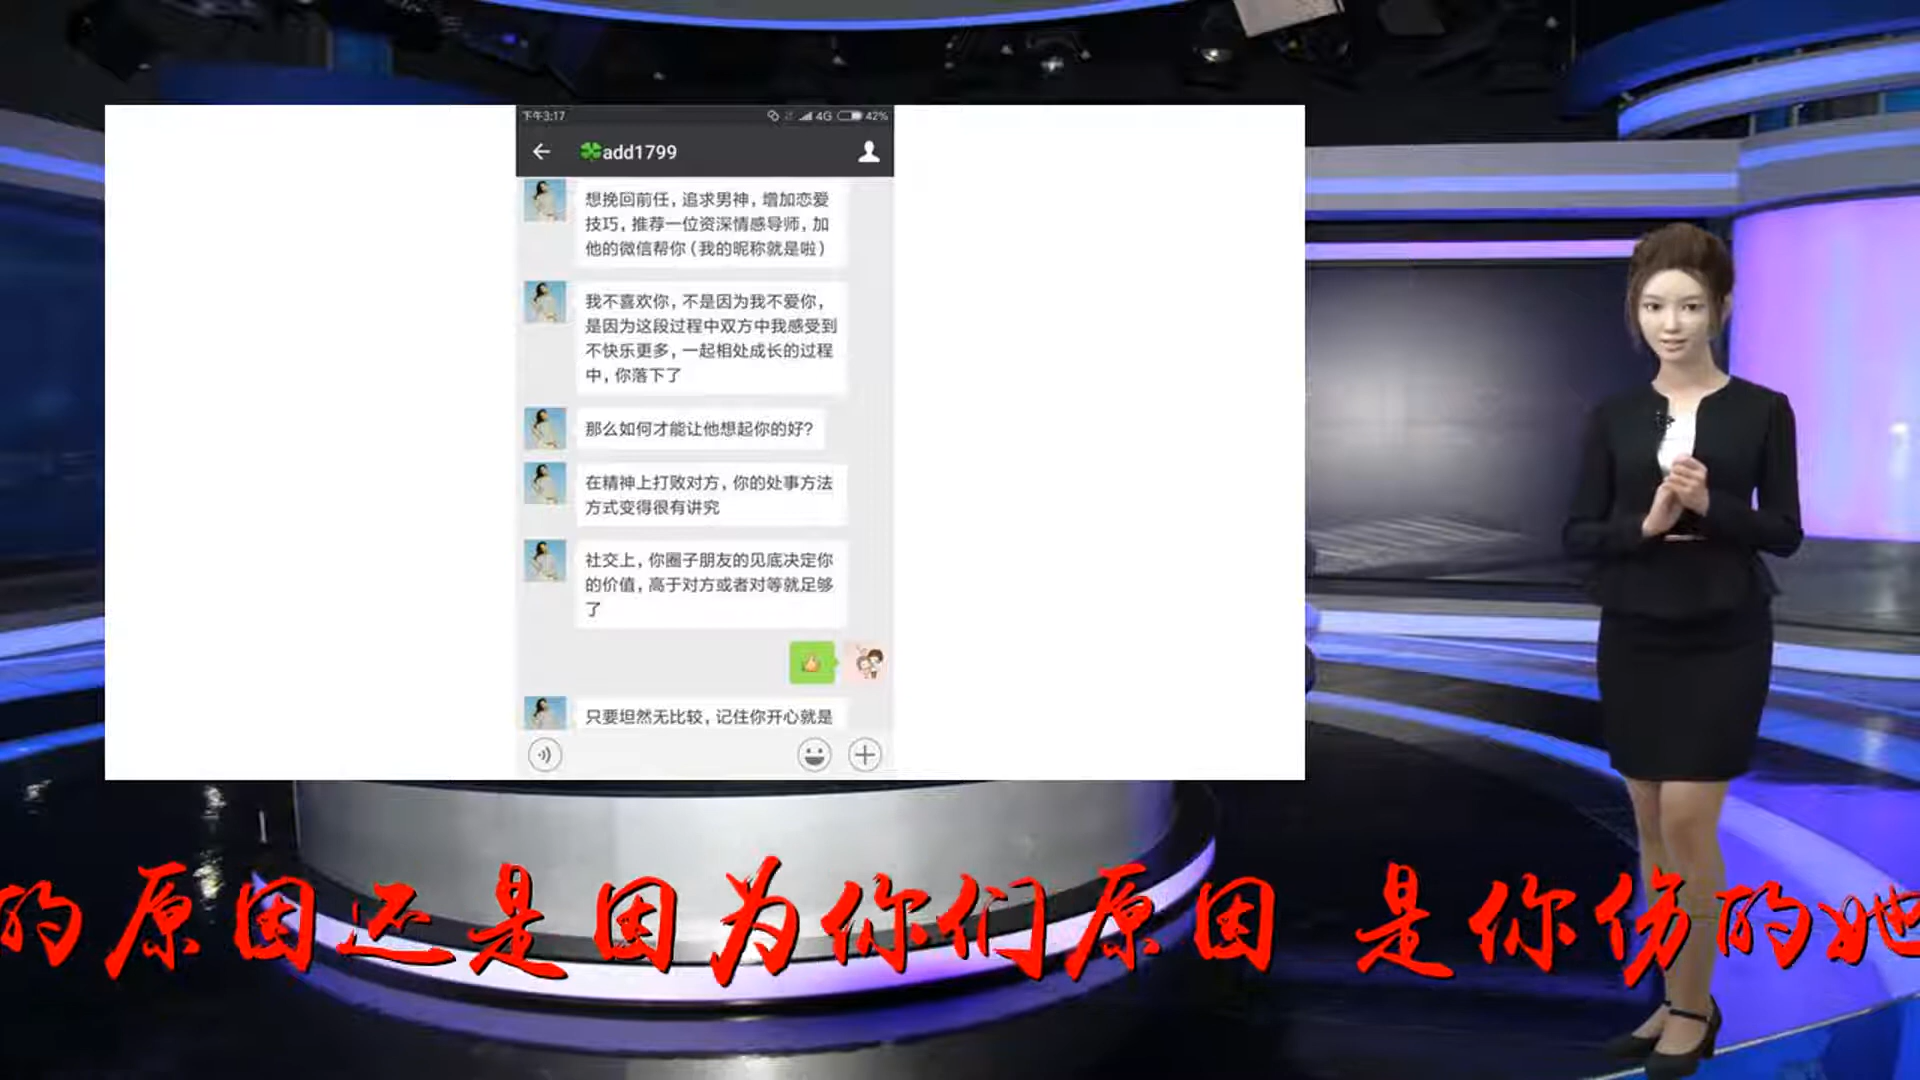 下午3:17
4G
42%
🍀add1799
想挽回前任，追求男神，增加恋爱
技巧，推荐一位资深情感导师，加
他的微信帮你（我的昵称就是啦）
我不喜欢你，不是因为我不爱你，
是因为这段过程中双方中我感受到
不快乐更多，一起相处成长的过程
中，你落下了
那么如何才能让他想起你的好？
在精神上打败对方，你的处事方法
方式变得很有讲究
社交上，你圈子朋友的见底决定你
的价值，高于对方或者对等就足够
了
只要坦然无比较，记住你开心就是
的原因还是因为你们原因 是你伤的她